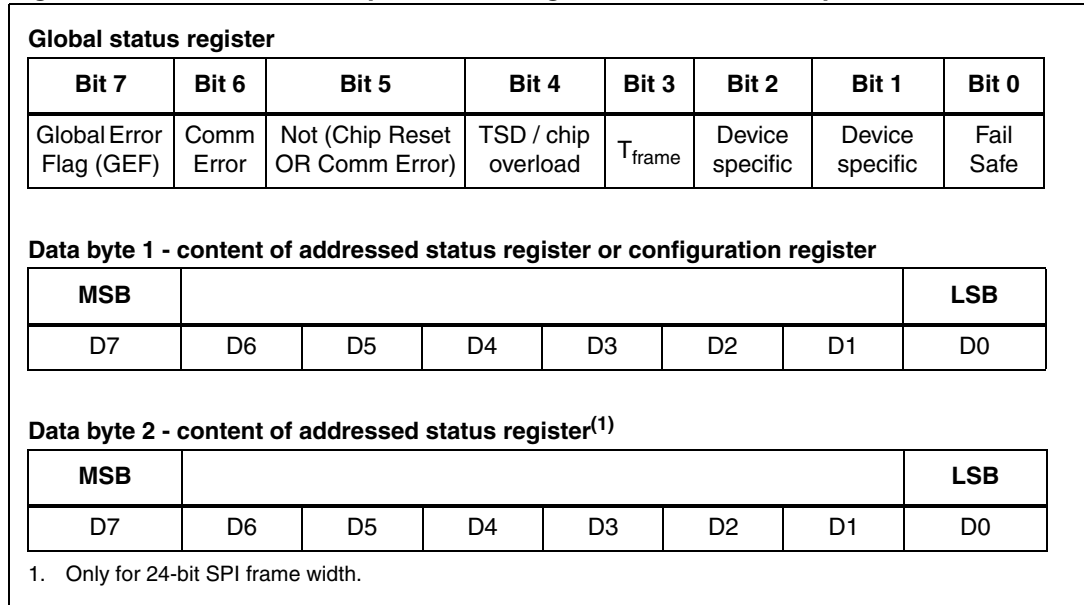 Global status register
Bit 7 Bit 6 Bit 5 Bit 4 Bit 3 Bit 2 Bit 1 Bit 0
Global Error Comm Not (Chip Reset TSD / chip Tframe Device Device Fail
Flag (GEF) Error OR Comm Error) overload specific specific Safe
Data byte 1 - content of addressed status register or configuration register
MSB LSB
D7 D6 D5 D4 D3 D2 D1 D0
Data byte 2 - content of addressed status register(1)
MSB LSB
D7 D6 D5 D4 D3 D2 D1 D0
1. Only for 24-bit SPI frame width.